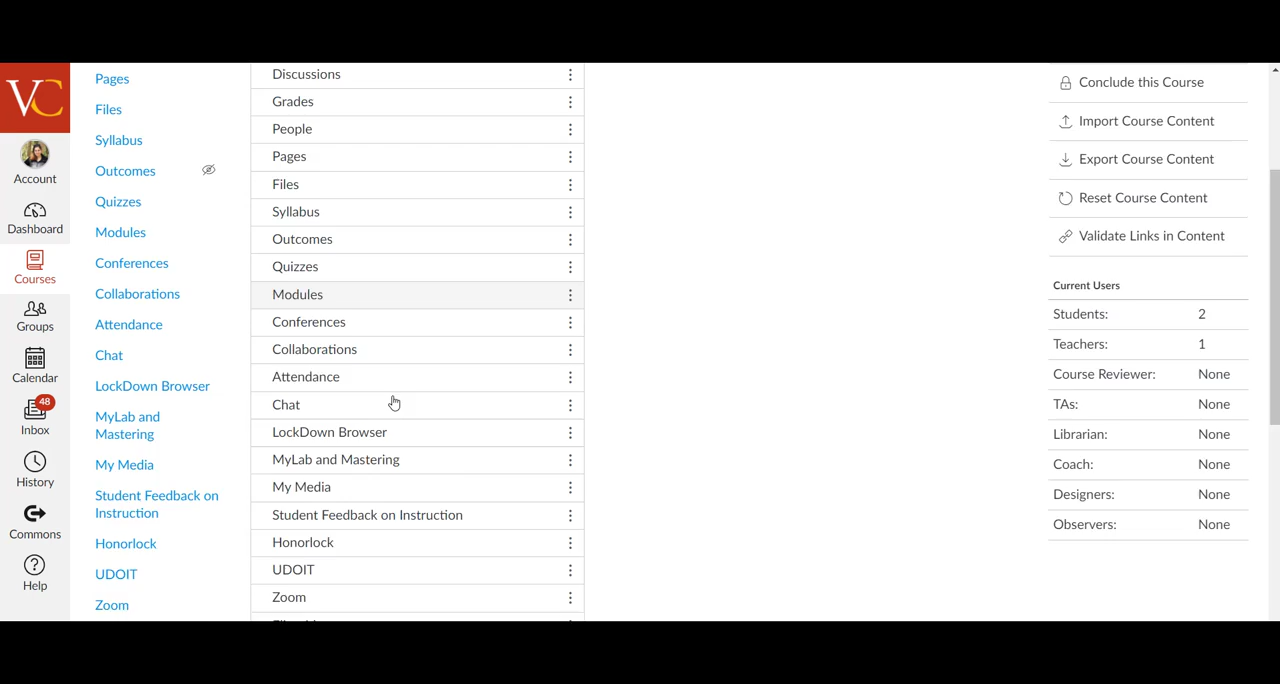 VC
Account
Dashboard
Courses
Groups
Calendar
48
Inbox
History
Commons
Help
Pages
Files
Syllabus
Outcomes
Quizzes
Modules
Conferences
Collaborations
Attendance
Chat
LockDown Browser
MyLab and
Mastering
My Media
Student Feedback on
Instruction
Honorlock
UDOIT
Zoom
Discussions
Grades
People
Pages
Files
Syllabus
Outcomes
Quizzes
Modules
Conferences
Collaborations
Attendance
Chat
LockDown Browser
MyLab and Mastering
My Media
Student Feedback on Instruction
Honorlock
UDOIT
Zoom
Conclude this Course
Import Course Content
Export Course Content
Reset Course Content
Validate Links in Content
Current Users
Students: 2
Teachers: 1
Course Reviewer: None
TAs: None
Librarian: None
Coach: None
Designers: None
Observers: None